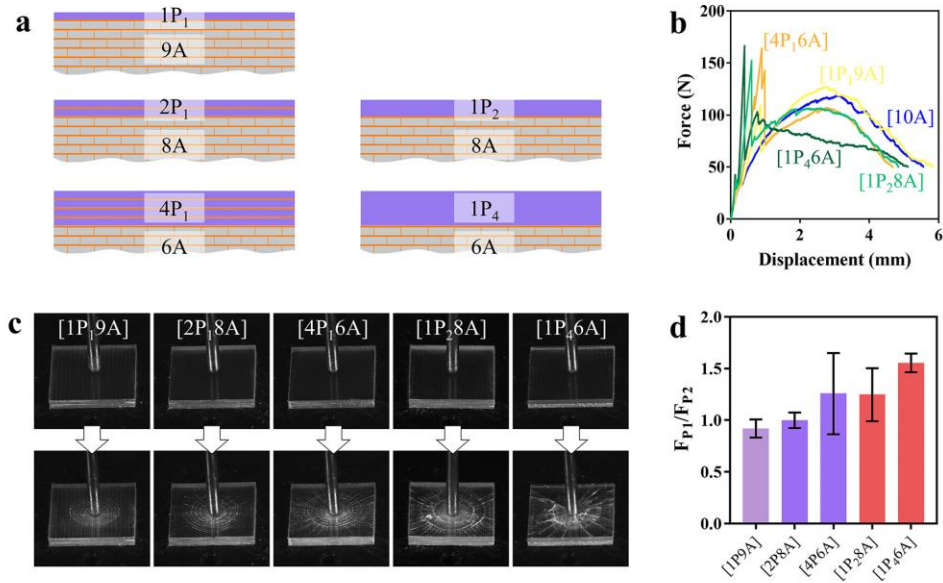 a
1P₁
9A
2P₁
8A
1P₂
8A
4P₁
6A
1P₄
6A
b
Force (N)
200
150
100
50
0
[4P₁6A]
[1P₁9A]
[10A]
[1P₄6A]
[1P₂8A]
0 2 4 6
Displacement (mm)
c
[1P₁9A] [2P₁8A] [4P₁6A] [1P₂8A] [1P₄6A]
d
F_P1/F_P2
2.0
1.5
1.0
0.5
0.0
[1P9A] [2P8A] [4P6A] [1P₂8A] [1P₄6A]